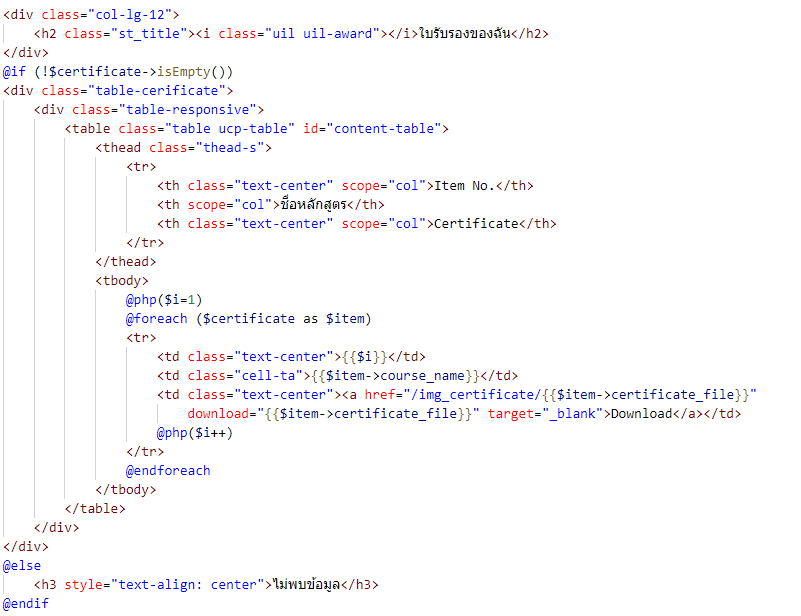 <div class="col-lg-12">
<h2 class="st_title"><i class="uil uil-award"></i>ใบรับรองของฉัน</h2>
</div>
@if (!$certificate->isEmpty())
<div class="table-cerificate">
<div class="table-responsive">
<table class="table ucp-table" id="content-table">
<thead class="thead-s">
<tr>
<th class="text-center" scope="col">Item No.</th>
<th scope="col">ชื่อหลักสูตร</th>
<th class="text-center" scope="col">Certificate</th>
</tr>
</thead>
<tbody>
@php($i=1)
@foreach ($certificate as $item)
<tr>
<td class="text-center">{{$i}}</td>
<td class="cell-ta">{{$item->course_name}}</td>
<td class="text-center"><a href="/img_certificate/{{$item->certificate_file}}"
download="{{$item->certificate_file}}" target="_blank">Download</a></td>
@php($i++)
</tr>
@endforeach
</tbody>
</table>
</div>
</div>
@else
<h3 style="text-align: center">ไม่พบข้อมูล</h3>
@endif